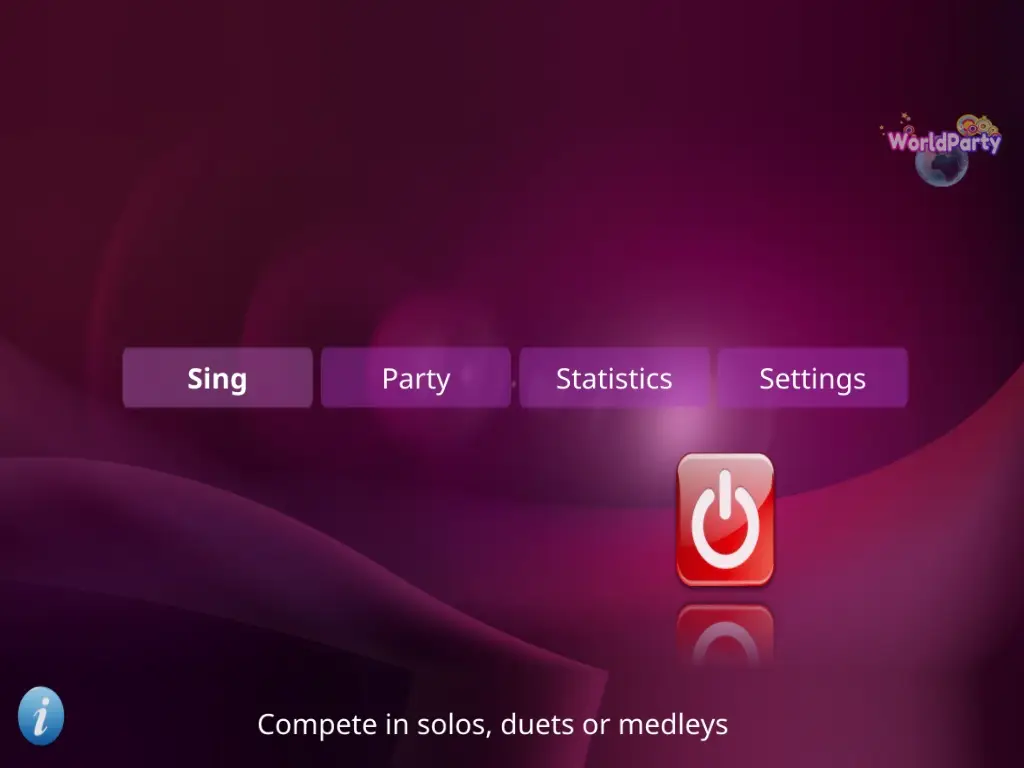 WorldParty
Sing
Party
Statistics
Settings
i
Compete in solos, duets or medleys